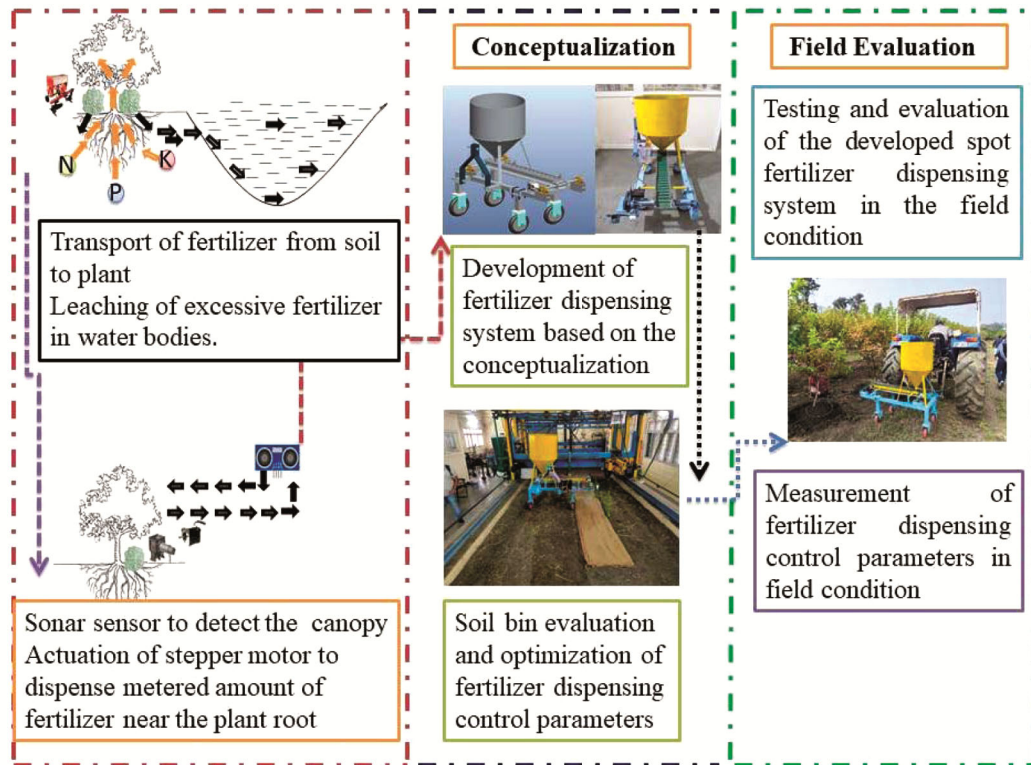 N
P
K
Transport of fertilizer from soil
to plant
Leaching of excessive fertilizer
in water bodies.
Sonar sensor to detect the canopy
Actuation of stepper motor to
dispense metered amount of
fertilizer near the plant root
Conceptualization
Development of
fertilizer dispensing
system based on the
conceptualization
Soil bin evaluation
and optimization of
fertilizer dispensing
control parameters
Field Evaluation
Testing and evaluation
of the developed spot
fertilizer dispensing
system in the field
condition
Measurement of
fertilizer dispensing
control parameters in
field condition